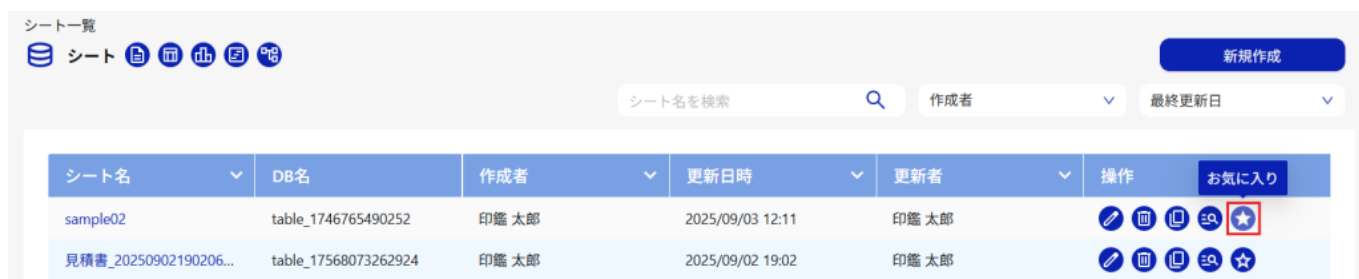 シート一覧
シート
新規作成
シート名を検索 作成者 最終更新日
シート名 DB名 作成者 更新日時 更新者 操作 お気に入り
sample02 table_1746765490252 印鑑 太郎 2025/09/03 12:11 印鑑 太郎
見積書_20250902190206... table_17568073262924 印鑑 太郎 2025/09/02 19:02 印鑑 太郎